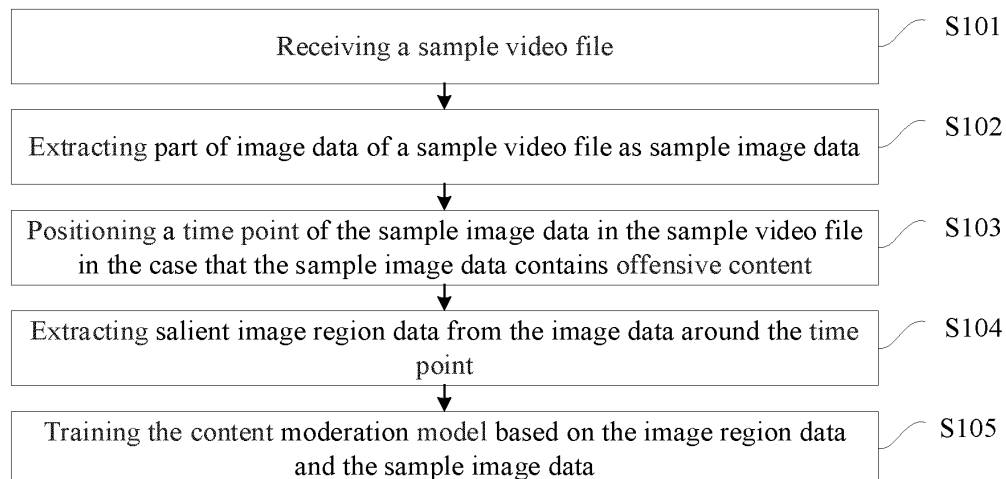 Receiving a sample video file
S101
Extracting part of image data of a sample video file as sample image data
S102
Positioning a time point of the sample image data in the sample video file
in the case that the sample image data contains offensive content
S103
Extracting salient image region data from the image data around the time
point
S104
Training the content moderation model based on the image region data
and the sample image data
S105